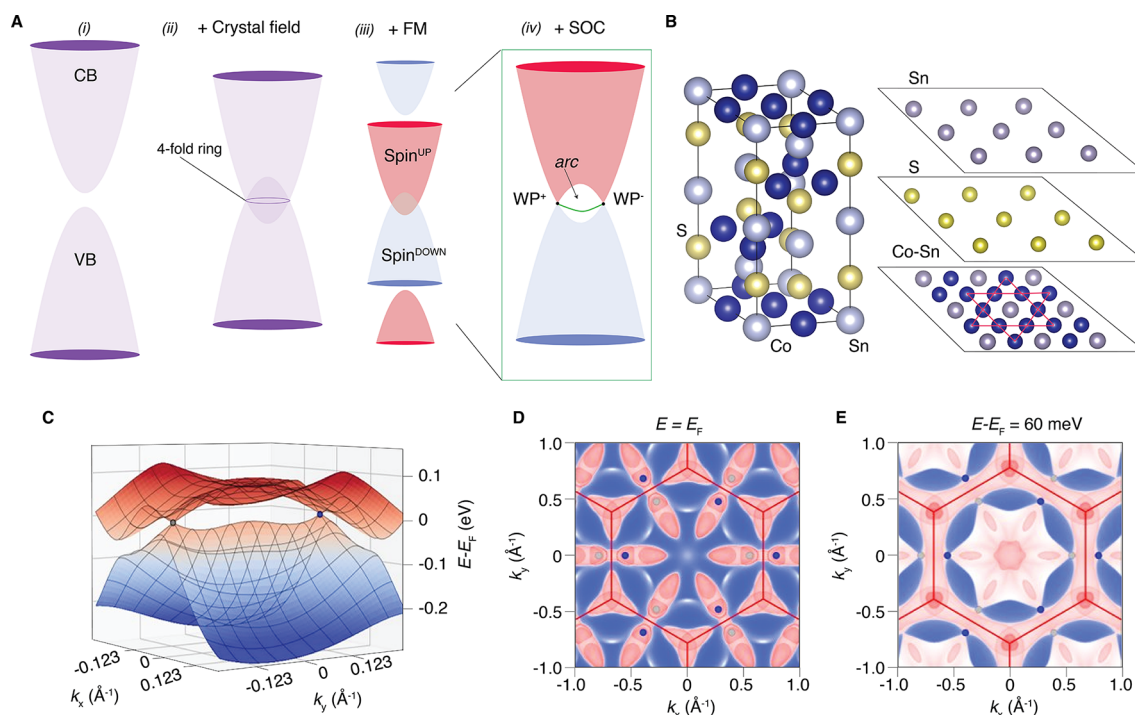 A
(i)
(ii) + Crystal field
(iii) + FM
(iv) + SOC
CB
VB
4-fold ring
Spin^UP
Spin^DOWN
arc
WP⁺
WP⁻
B
S
Co
Sn
Sn
S
Co-Sn
C
0.1
0
-0.1
-0.2
E-E_F (eV)
-0.123
0
0.123
k_x (Å⁻¹)
-0.123
0
0.123
k_y (Å⁻¹)
D
E = E_F
1.0
0.5
0
-0.5
-1.0
k_y (Å⁻¹)
-1.0 -0.5 0 0.5 1.0
E
E-E_F = 60 meV
1.0
0.5
0
-0.5
-1.0
k_y (Å⁻¹)
-1.0 -0.5 0 0.5 1.0